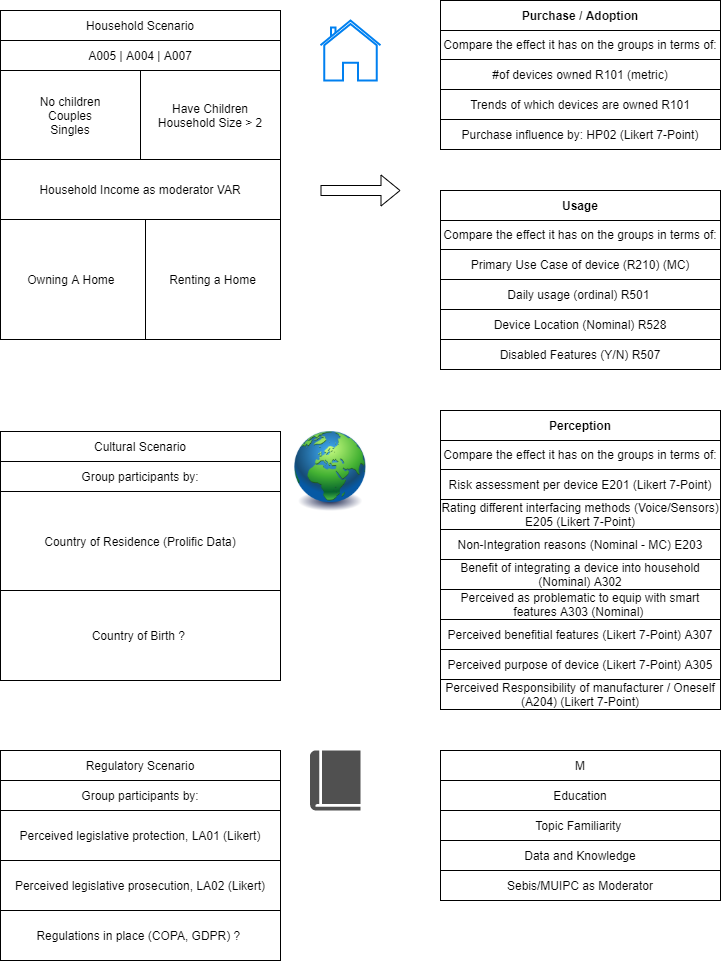 Household Scenario
A005 | A004 | A007
No children
Couples
Singles
Have Children
Household Size > 2
Household Income as moderator VAR
Owning A Home
Renting a Home
Purchase / Adoption
Compare the effect it has on the groups in terms of:
#of devices owned R101 (metric)
Trends of which devices are owned R101
Purchase influence by: HP02 (Likert 7-Point)
Usage
Compare the effect it has on the groups in terms of:
Primary Use Case of device (R210) (MC)
Daily usage (ordinal) R501
Device Location (Nominal) R528
Disabled Features (Y/N) R507
Cultural Scenario
Group participants by:
Country of Residence (Prolific Data)
Country of Birth ?
Perception
Compare the effect it has on the groups in terms of:
Risk assessment per device E201 (Likert 7-Point)
Rating different interfacing methods (Voice/Sensors)
E205 (Likert 7-Point)
Non-Integration reasons (Nominal - MC) E203
Benefit of integrating a device into household
(Nominal) A302
Perceived as problematic to equip with smart
features A303 (Nominal)
Perceived benefitial features (Likert 7-Point) A307
Perceived purpose of device (Likert 7-Point) A305
Perceived Responsibility of manufacturer / Oneself
(A204) (Likert 7-Point)
Regulatory Scenario
Group participants by:
Perceived legislative protection, LA01 (Likert)
Perceived legislative prosecution, LA02 (Likert)
Regulations in place (COPA, GDPR) ?
M
Education
Topic Familiarity
Data and Knowledge
Sebis/MUIPC as Moderator